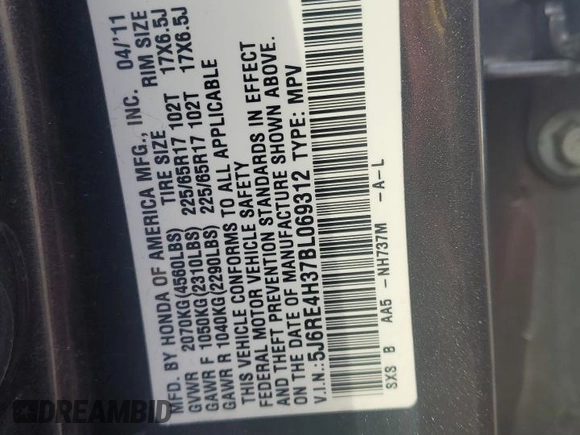 MFD. BY HONDA OF AMERICA MFG., INC. 04/'11
TIRE SIZE RIM SIZE
GVWR 2070KG(4560LBS)
GAWR F 1050KG(2310LBS) 225/65R17 102T 17X6.5J
GAWR R 1040KG(2290LBS) 225/65R17 102T 17X6.5J
THIS VEHICLE CONFORMS TO ALL APPLICABLE
FEDERAL MOTOR VEHICLE SAFETY
AND THEFT PREVENTION STANDARDS IN EFFECT
ON THE DATE OF MANUFACTURE SHOWN ABOVE.
V.I.N.:5J6RE4H37BL069312 TYPE: MPV
SXS B AA5 -NH737M -A-L
DREAMBID